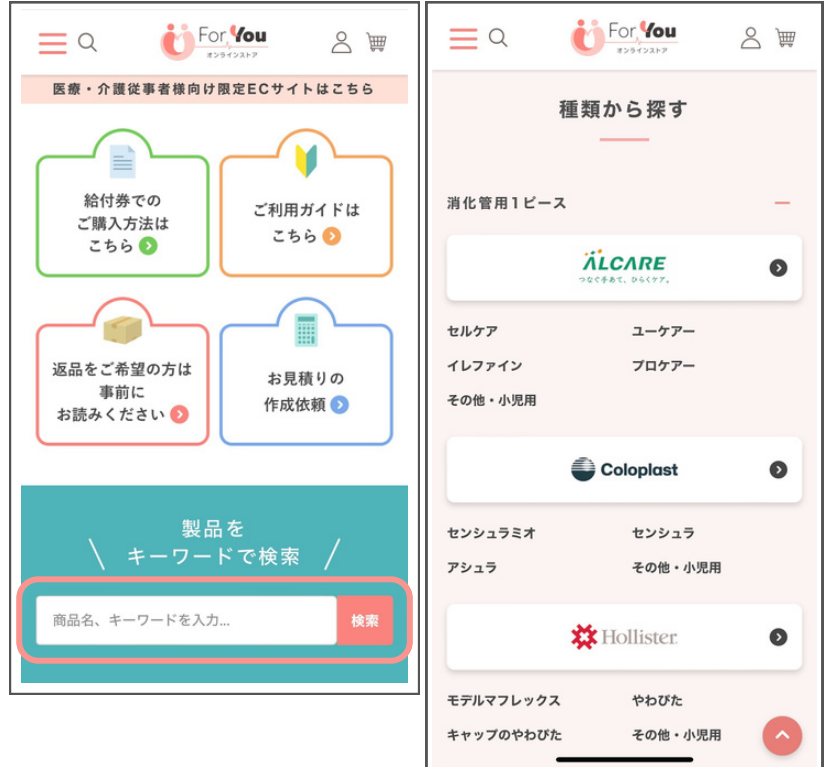 For You
オンラインストア
医療・介護従事者様向け限定ECサイトはこちら
給付券での
ご購入方法は
こちら
ご利用ガイドは
こちら
返品をご希望の方は
事前に
お読みください
お見積りの
作成依頼
製品を
キーワードで検索
商品名、キーワードを入力...
検索
For You
オンラインストア
種類から探す
消化管用1ピース
ALCARE
つなぐ手あて、ひらくケア。
セルケア
ユーケアー
イレファイン
プロケアー
その他・小児用
Coloplast
センシュラミオ
センシュラ
アシュラ
その他・小児用
Hollister
モデルマフレックス
やわぴた
キャップのやわぴた
その他・小児用